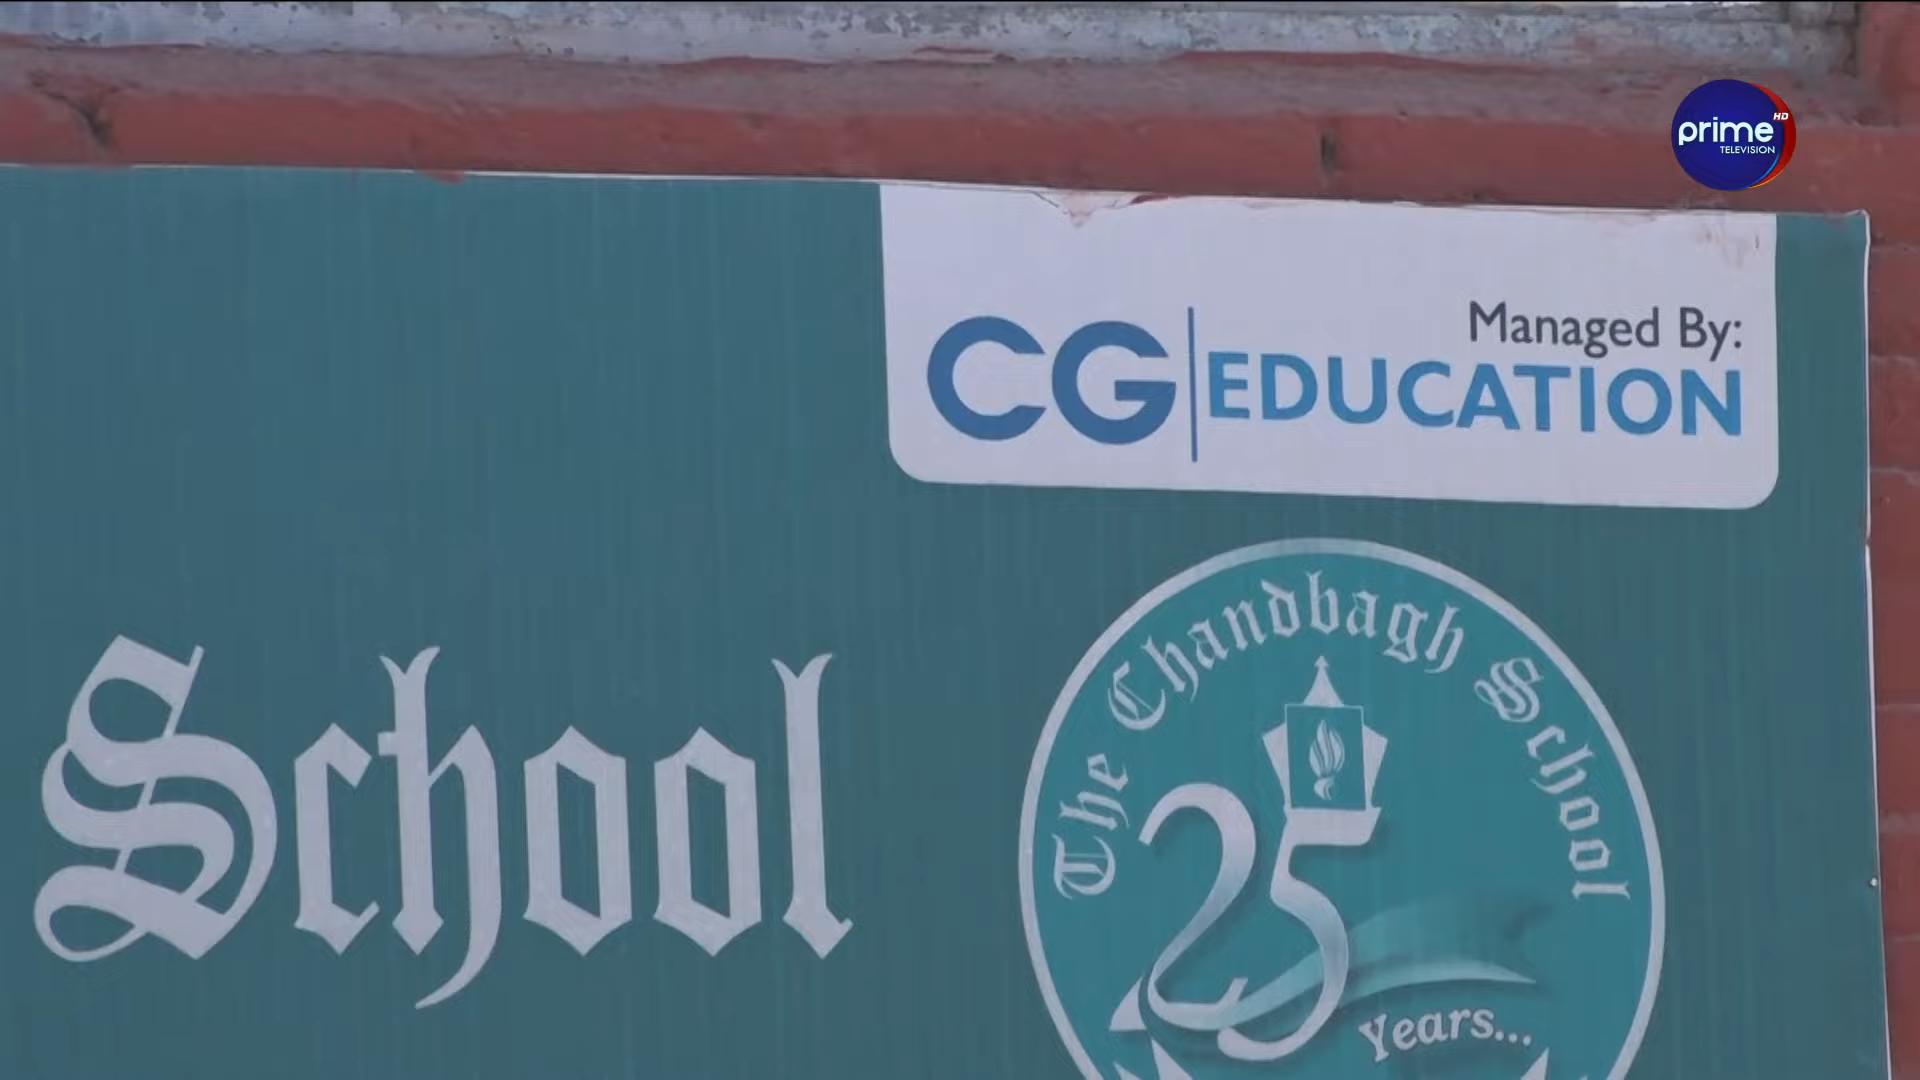 prime HD
TELEVISION
Managed By:
CG EDUCATION
School
The Chandbagh School
25
Years...